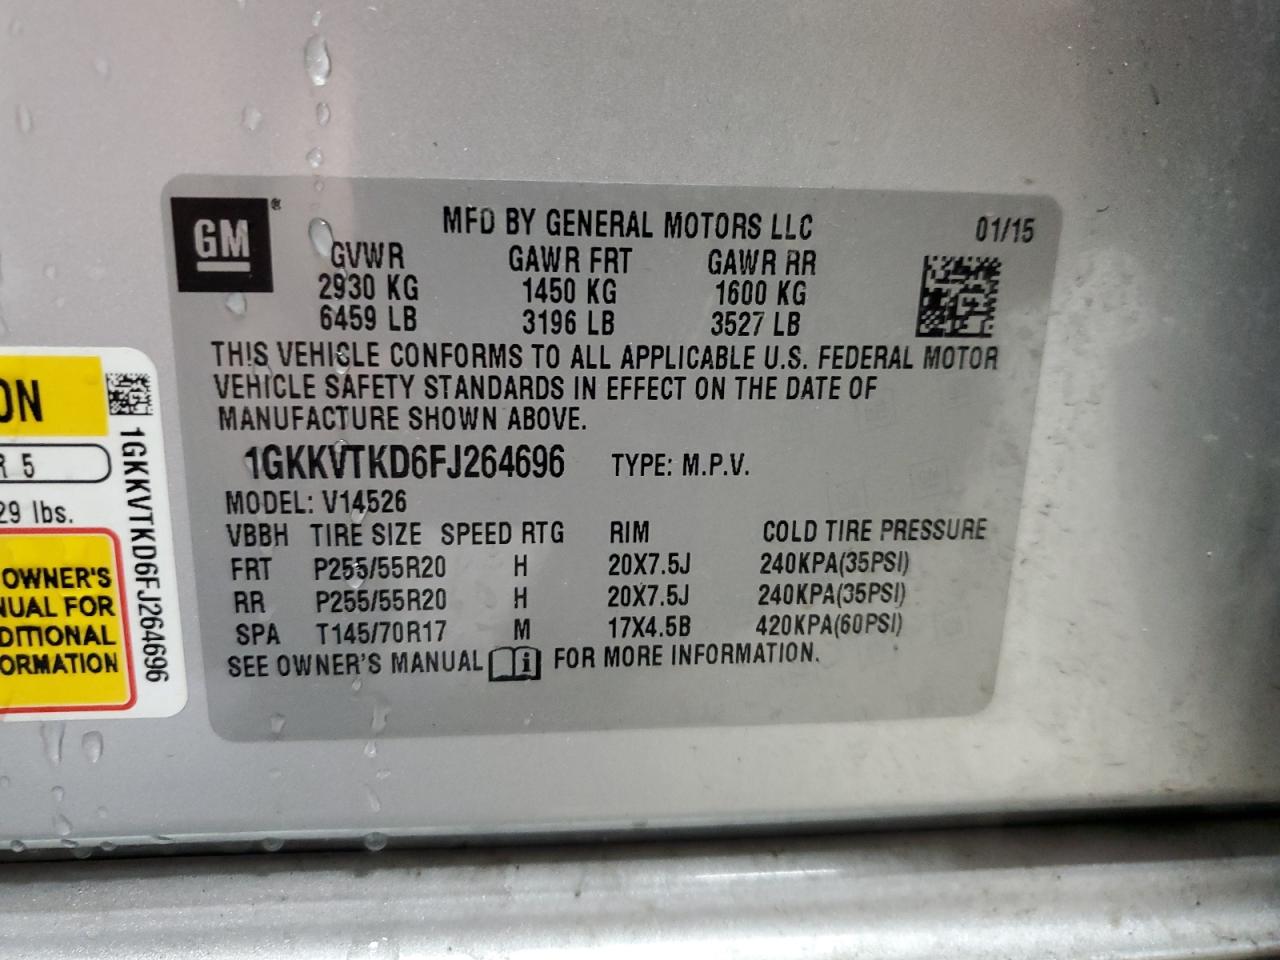 GM ®
MFD BY GENERAL MOTORS LLC 01/15
GVWR GAWR FRT GAWR RR
2930 KG 1450 KG 1600 KG
6459 LB 3196 LB 3527 LB
THIS VEHICLE CONFORMS TO ALL APPLICABLE U.S. FEDERAL MOTOR
VEHICLE SAFETY STANDARDS IN EFFECT ON THE DATE OF
MANUFACTURE SHOWN ABOVE.
1GKKVTKD6FJ264696 TYPE: M.P.V.
MODEL: V14526
VBBH TIRE SIZE SPEED RTG RIM COLD TIRE PRESSURE
FRT P255/55R20 H 20X7.5J 240KPA(35PSI)
RR P255/55R20 H 20X7.5J 240KPA(35PSI)
SPA T145/70R17 M 17X4.5B 420KPA(60PSI)
SEE OWNER'S MANUAL i FOR MORE INFORMATION.
ON
R 5
29 lbs.
OWNER'S
NUAL FOR
DITIONAL
ORMATION
1GKKVTKD6FJ264696